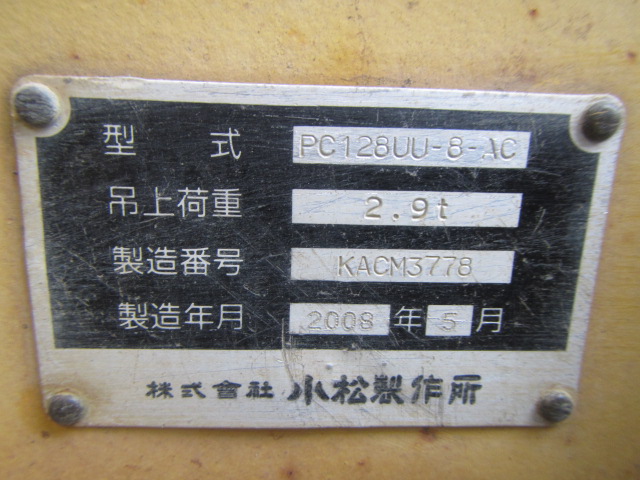 型 式 PC128UU-8-AC
吊上荷重 2.9t
製造番号 KACM3778
製造年月 2008年5月
株式會社 小松製作所